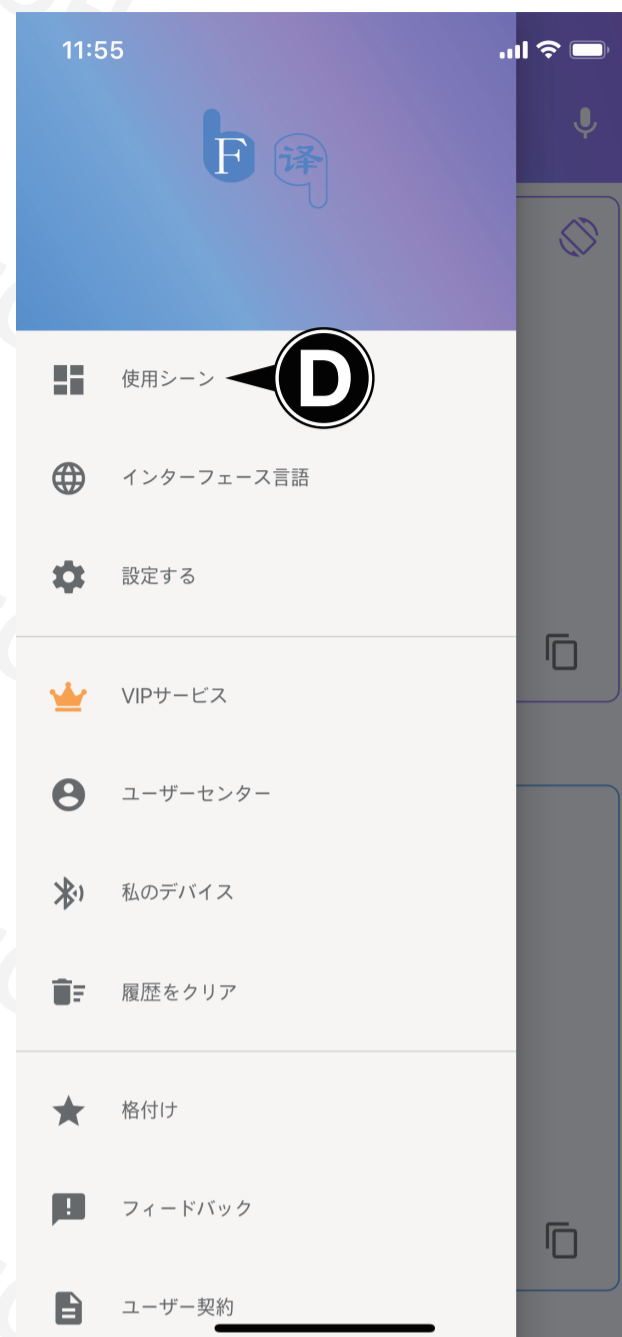 11:55
F 译
使用シーン
D
インターフェース言語
設定する
VIPサービス
ユーザーセンター
私のデバイス
履歴をクリア
格付け
フィードバック
ユーザー契約